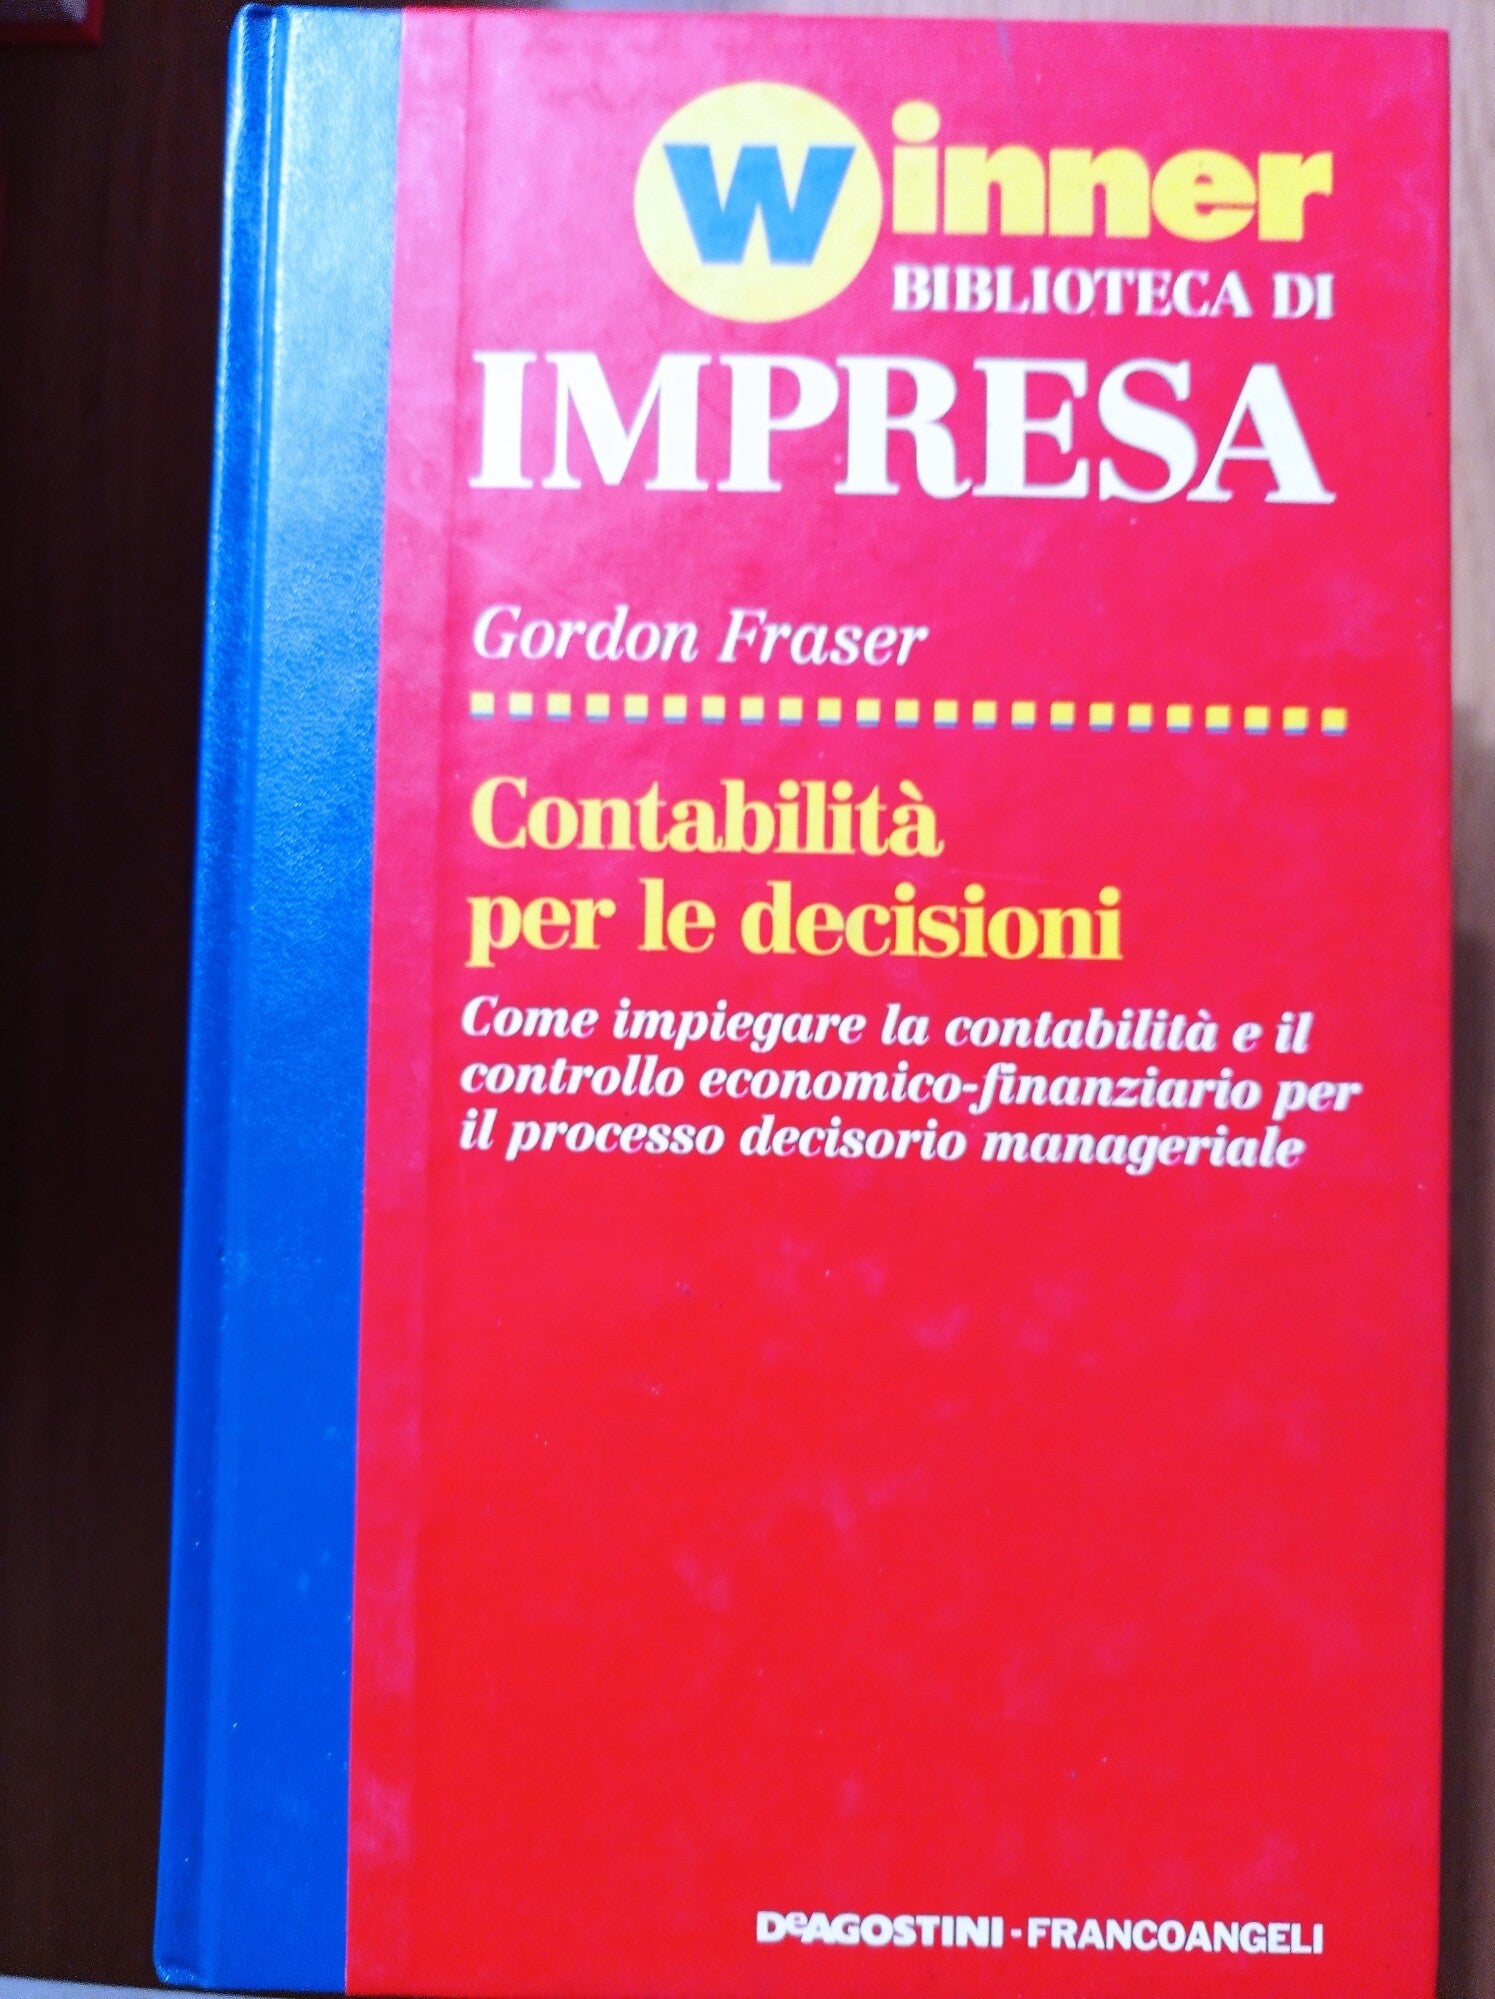 Winner
BIBLIOTECA DI
IMPRESA
Gordon Fraser
Contabilità
per le decisioni
Come impiegare la contabilità e il
controllo economico-finanziario per
il processo decisorio manageriale
DeAGOSTINI - FRANCOANGELI